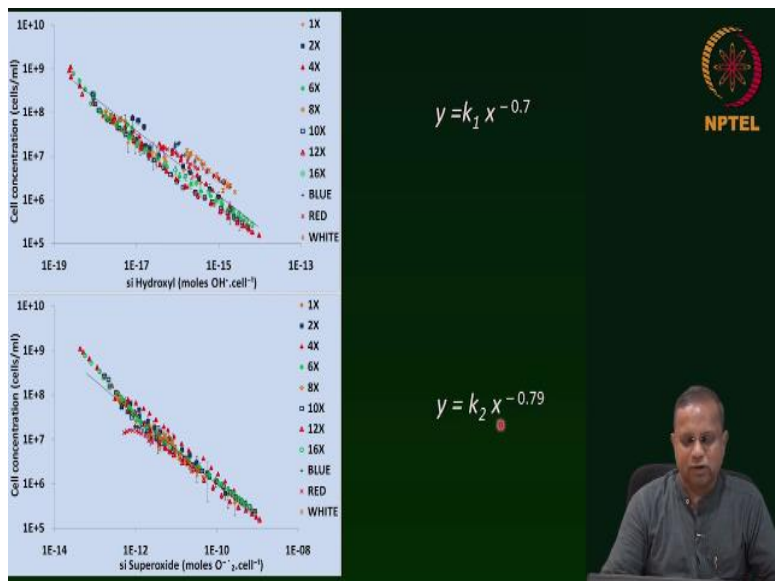 1E+10
1E+9
1E+8
1E+7
1E+6
1E+5
Cell concentration (cells/ml)
1E-19 1E-17 1E-15 1E-13
si Hydroxyl (moles OH•.cell⁻¹)
1X
2X
4X
6X
8X
10X
12X
16X
BLUE
RED
WHITE
y =k₁ x⁻⁰·⁷
NPTEL
1E+10
1E+9
1E+8
1E+7
1E+6
1E+5
Cell concentration (cells/ml)
1E-14 1E-12 1E-10 1E-08
si Superoxide (moles O⁻•₂.cell⁻¹)
1X
2X
4X
6X
8X
10X
12X
16X
BLUE
RED
WHITE
y = k₂ x⁻⁰·⁷⁹